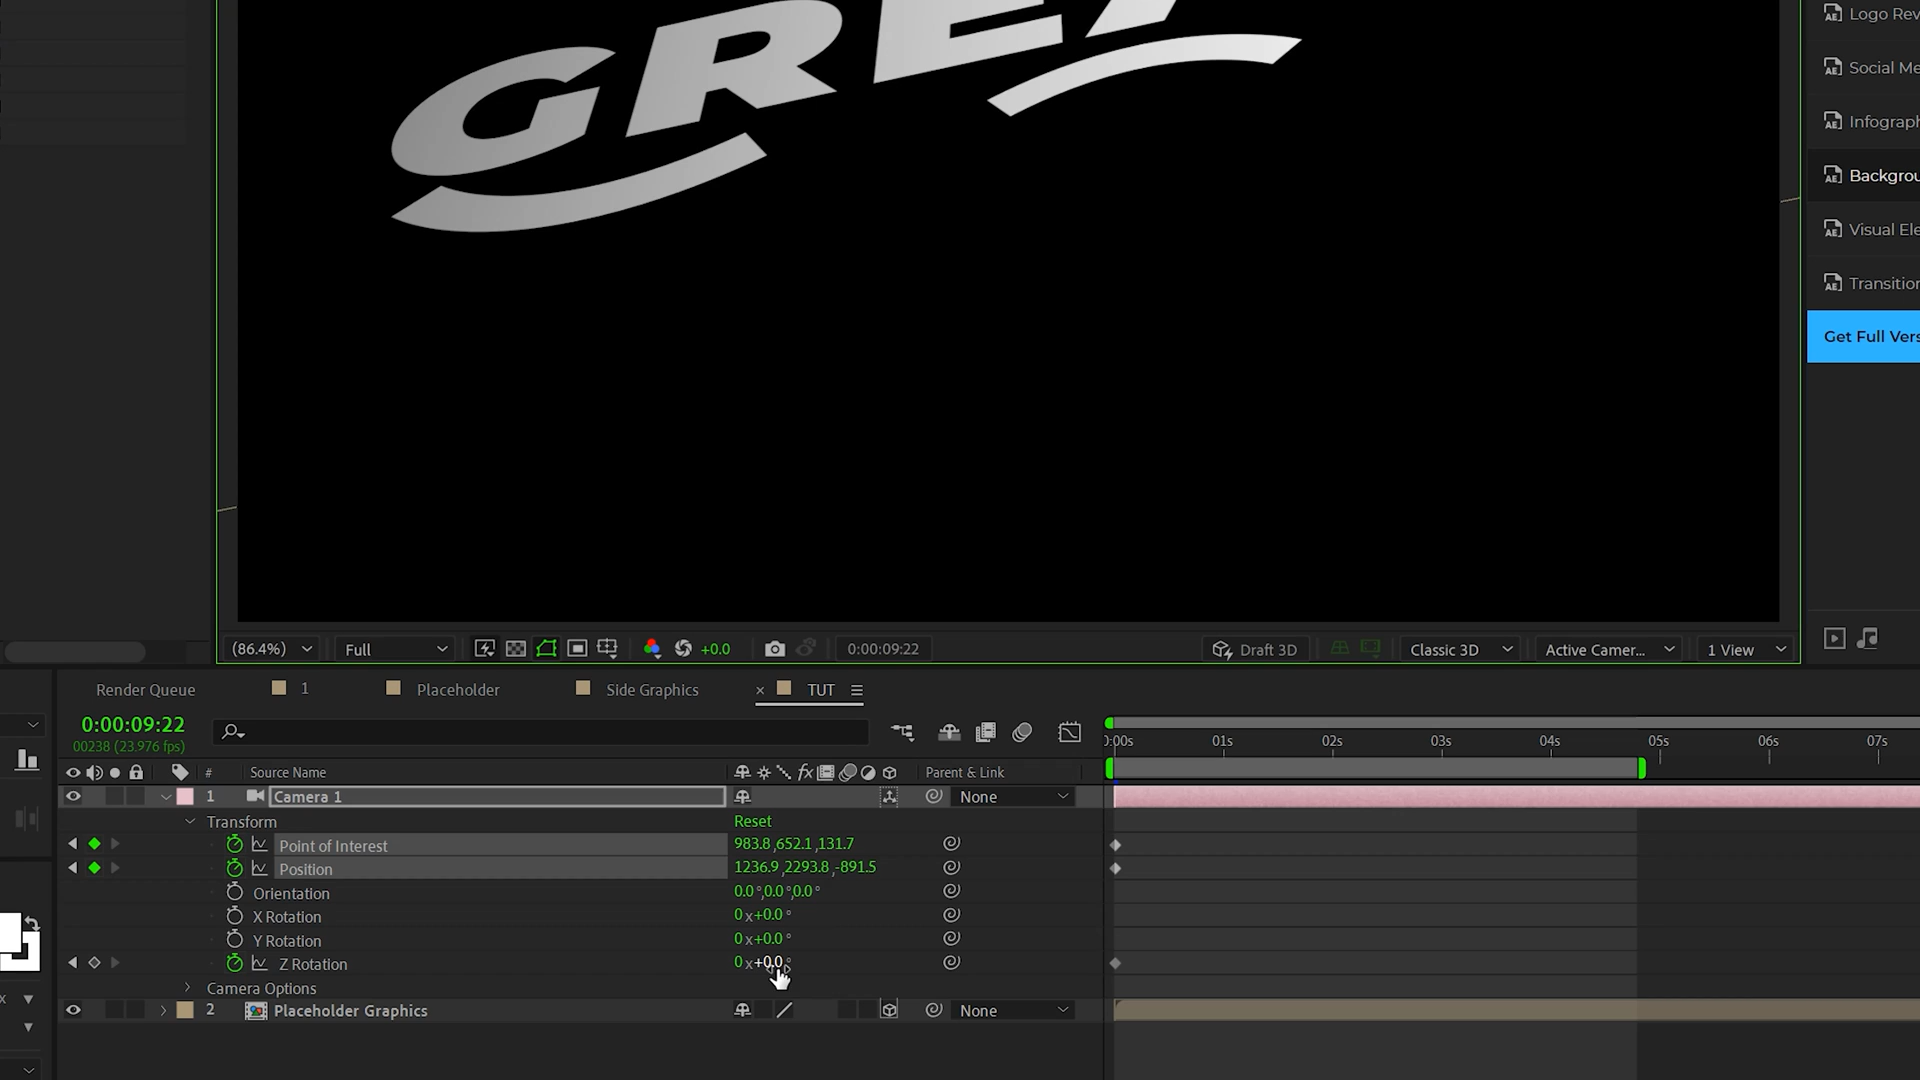 GRE
Logo Rev
Social Me
Infograph
Backgrou
Visual Ele
Transition
Get Full Vers
(86.4%) Full +0.0 0:00:09:22 Draft 3D Classic 3D Active Camer... 1 View
Render Queue 1 Placeholder Side Graphics × TUT
0:00:09:22
00238 (23.976 fps)
0:00s 01s 02s 03s 04s 05s 06s 07s
# Source Name fx Parent & Link
1 Camera 1 None
Transform Reset
Point of Interest 983.8,652.1,131.7
Position 1236.9,2293.8,-891.5
Orientation 0.0°,0.0°,0.0°
X Rotation 0x+0.0°
Y Rotation 0x+0.0°
Z Rotation 0x+0.0°
Camera Options
2 Placeholder Graphics None